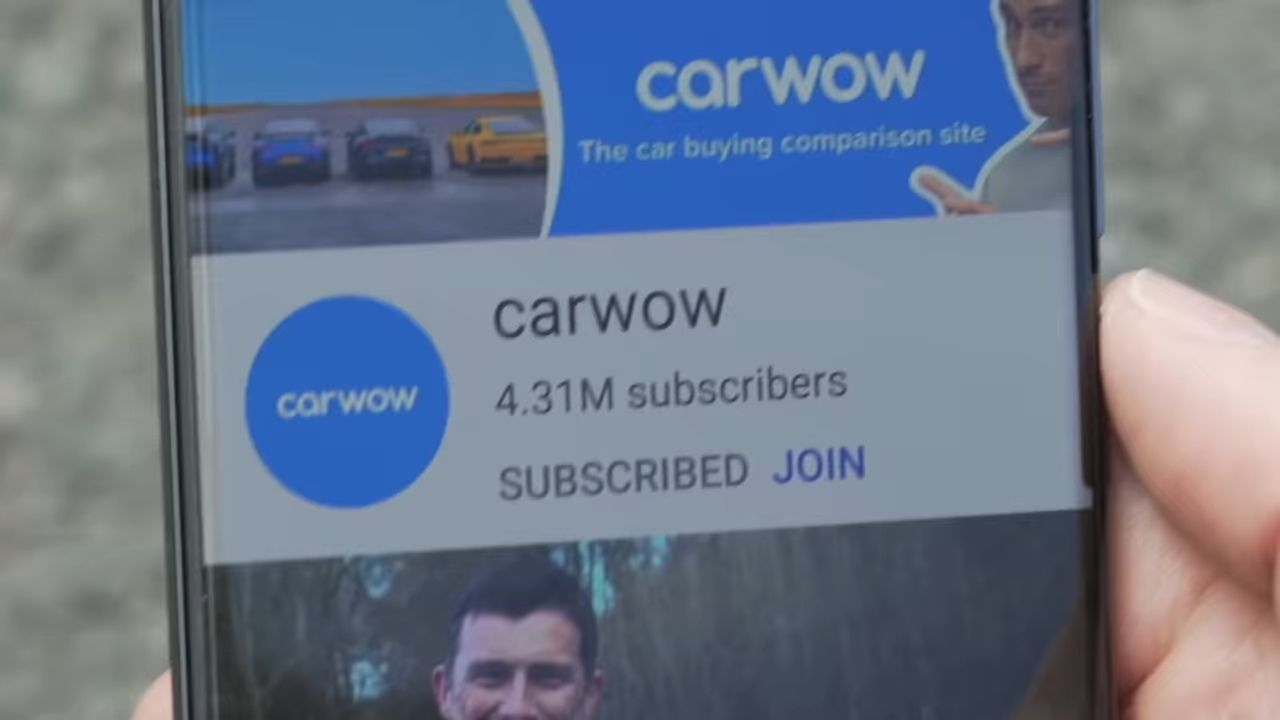 carwow
The car buying comparison site
carwow
carwow
4.31M subscribers
SUBSCRIBED JOIN